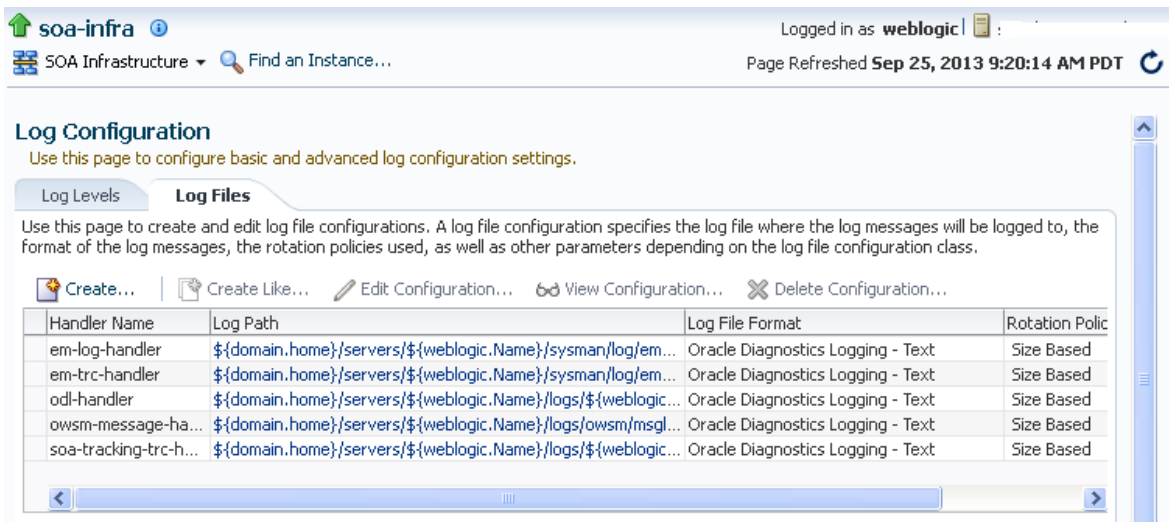 soa-infra
Logged in as weblogic
SOA Infrastructure Find an Instance...
Page Refreshed Sep 25, 2013 9:20:14 AM PDT
Log Configuration
Use this page to configure basic and advanced log configuration settings.
Log Levels Log Files
Use this page to create and edit log file configurations. A log file configuration specifies the log file where the log messages will be logged to, the
format of the log messages, the rotation policies used, as well as other parameters depending on the log file configuration class.
Create... Create Like... Edit Configuration... View Configuration... Delete Configuration...
Handler Name Log Path Log File Format Rotation Polic
em-log-handler ${domain.home}/servers/${weblogic.Name}/sysman/log/em... Oracle Diagnostics Logging - Text Size Based
em-trc-handler ${domain.home}/servers/${weblogic.Name}/sysman/log/em... Oracle Diagnostics Logging - Text Size Based
odl-handler ${domain.home}/servers/${weblogic.Name}/logs/${weblogic... Oracle Diagnostics Logging - Text Size Based
owsm-message-ha... ${domain.home}/servers/${weblogic.Name}/logs/owsm/msgl... Oracle Diagnostics Logging - Text Size Based
soa-tracking-trc-h... ${domain.home}/servers/${weblogic.Name}/logs/${weblogic... Oracle Diagnostics Logging - Text Size Based